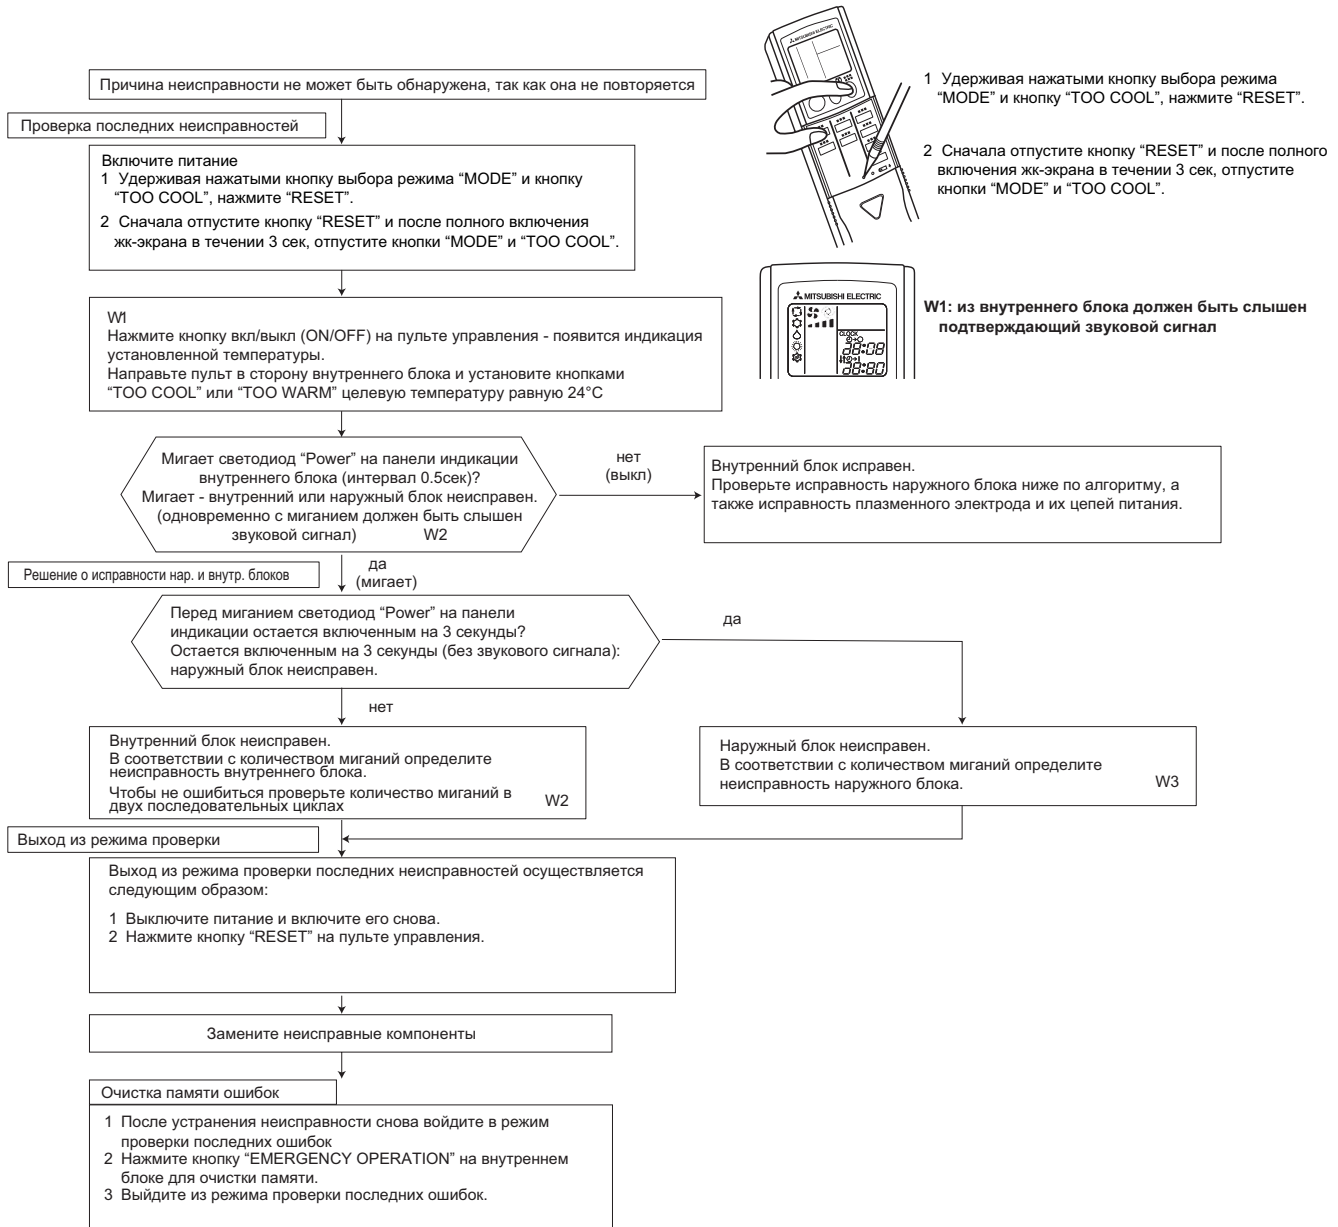 Причина неисправности не может быть обнаружена, так как она не повторяется
Проверка последних неисправностей
Включите питание
1 Удерживая нажатыми кнопку выбора режима “MODE” и кнопку
“TOO COOL”, нажмите “RESET”.
2 Сначала отпустите кнопку “RESET” и после полного включения
жк-экрана в течении 3 сек, отпустите кнопки “MODE” и “TOO COOL”.
MITSUBISHI ELECTRIC
1 Удерживая нажатыми кнопку выбора режима
“MODE” и кнопку “TOO COOL”, нажмите “RESET”.
2 Сначала отпустите кнопку “RESET” и после полного
включения жк-экрана в течении 3 сек, отпустите
кнопки “MODE” и “TOO COOL”.
MITSUBISHI ELECTRIC
CLOCK
W1: из внутреннего блока должен быть слышен
подтверждающий звуковой сигнал
W1
Нажмите кнопку вкл/выкл (ON/OFF) на пульте управления - появится индикация
установленной температуры.
Направьте пульт в сторону внутреннего блока и установите кнопками
“TOO COOL” или “TOO WARM” целевую температуру равную 24°C
Мигает светодиод “Power” на панели индикации
внутреннего блока (интервал 0.5сек)?
Мигает - внутренний или наружный блок неисправен.
(одновременно с миганием должен быть слышен
звуковой сигнал) W2
нет
(выкл)
Внутренний блок исправен.
Проверьте исправность наружного блока ниже по алгоритму, а
также исправность плазменного электрода и их цепей питания.
Решение о исправности нар. и внутр. блоков
да
(мигает)
Перед миганием светодиод “Power” на панели
индикации остается включенным на 3 секунды?
Остается включенным на 3 секунды (без звукового сигнала):
наружный блок неисправен.
да
нет
Внутренний блок неисправен.
В соответствии с количеством миганий определите
неисправность внутреннего блока.
Чтобы не ошибиться проверьте количество миганий в
двух последовательных циклах W2
Наружный блок неисправен.
В соответствии с количеством миганий определите
неисправность наружного блока. W3
Выход из режима проверки
Выход из режима проверки последних неисправностей осуществляется
следующим образом:
1 Выключите питание и включите его снова.
2 Нажмите кнопку “RESET” на пульте управления.
Замените неисправные компоненты
Очистка памяти ошибок
1 После устранения неисправности снова войдите в режим
проверки последних ошибок
2 Нажмите кнопку “EMERGENCY OPERATION” на внутреннем
блоке для очистки памяти.
3 Выйдите из режима проверки последних ошибок.